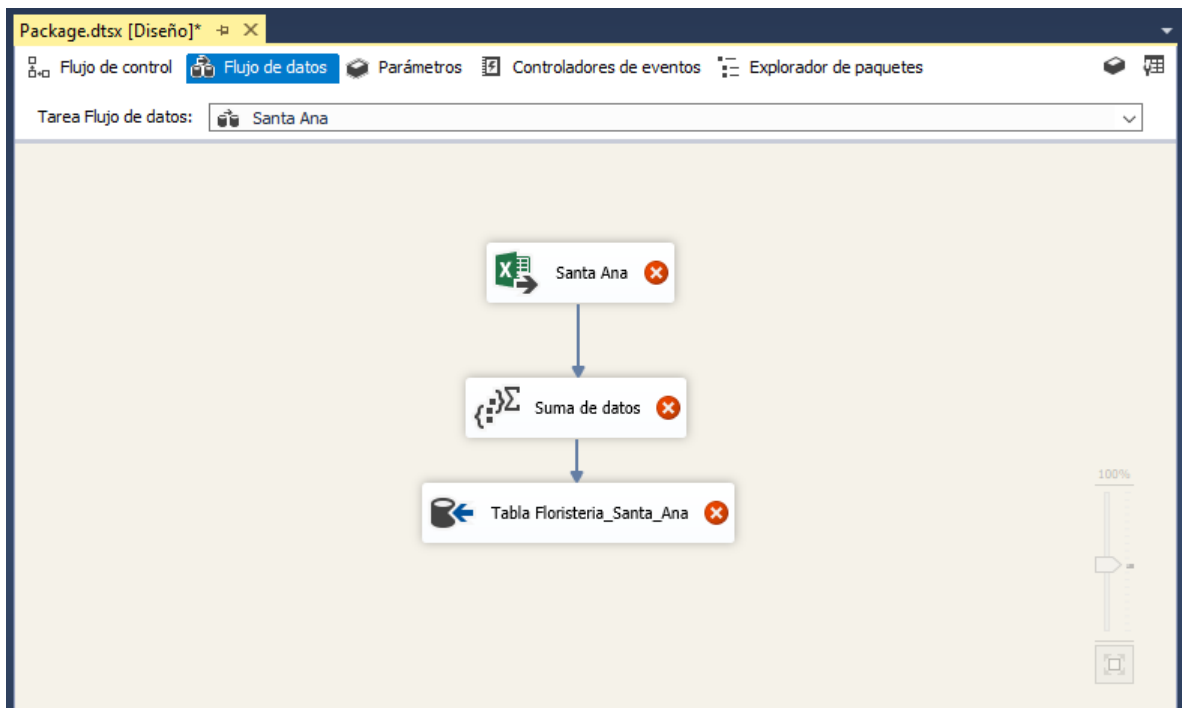 Package.dtsx [Diseño]*
Flujo de control Flujo de datos Parámetros Controladores de eventos Explorador de paquetes
Tarea Flujo de datos: Santa Ana
Santa Ana
Suma de datos
100%
Tabla Floristeria_Santa_Ana